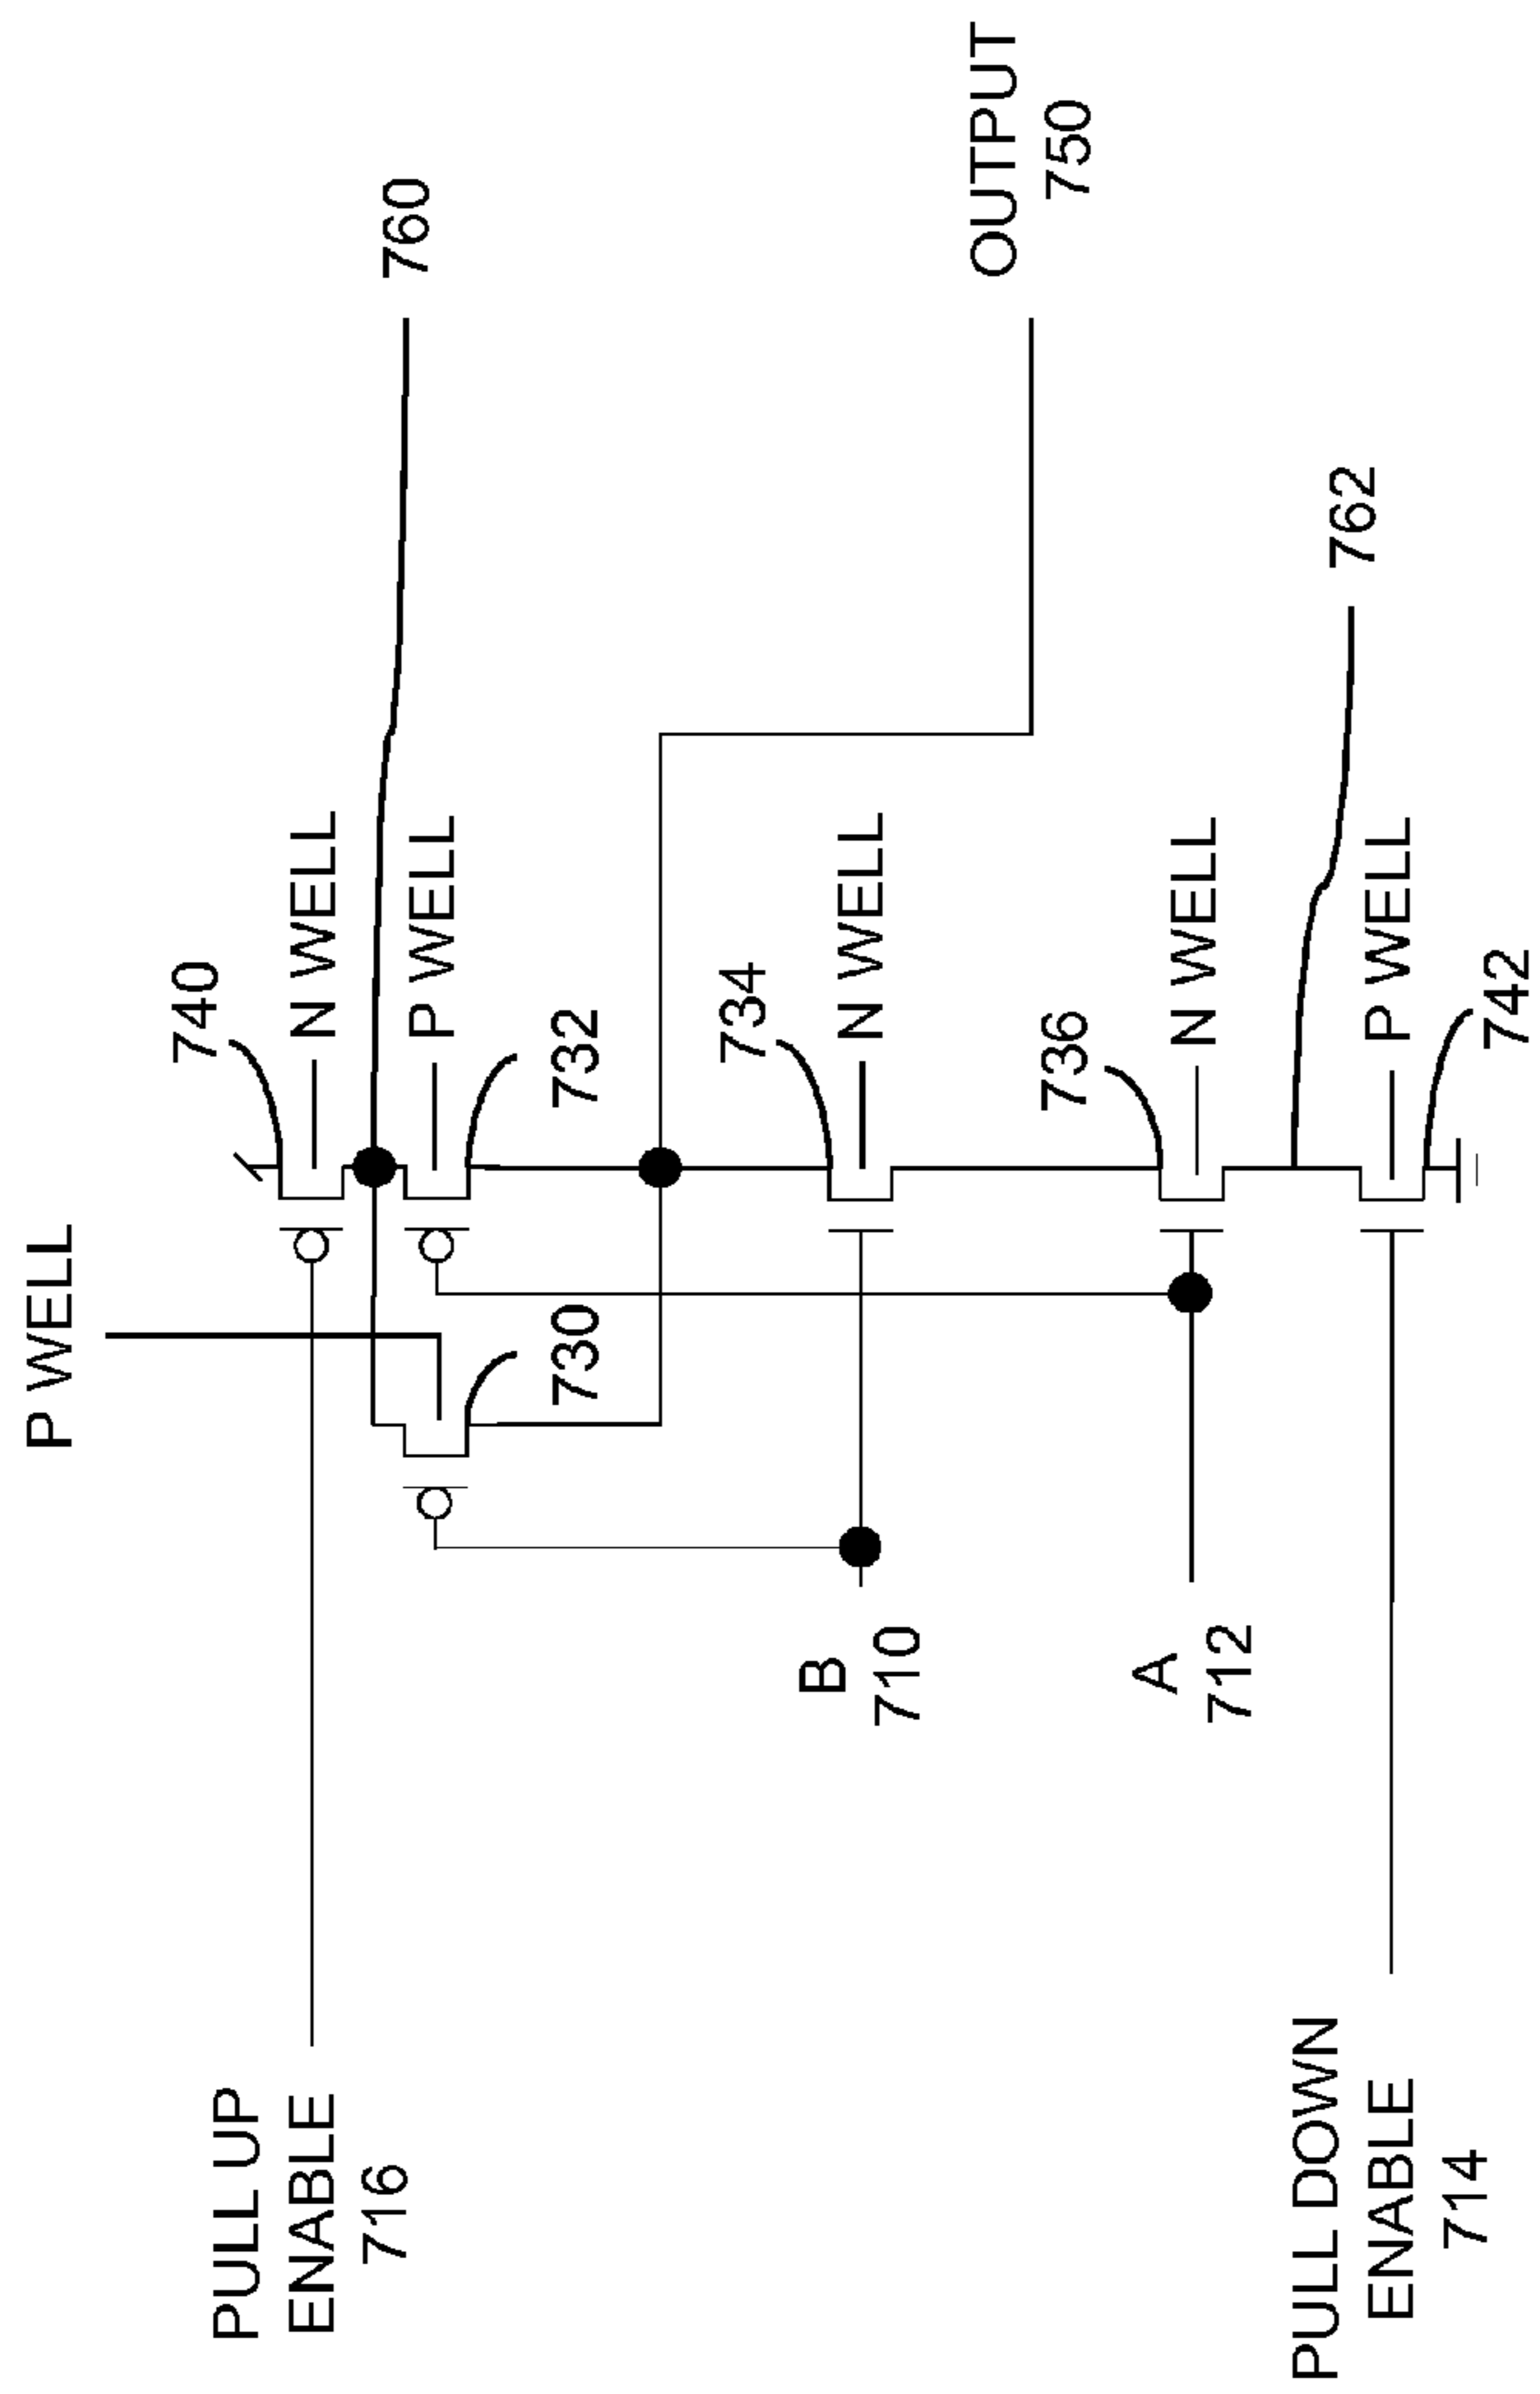 P WELL
740
N WELL
760
P WELL
732
730
PULL UP
ENABLE
716
734
N WELL
OUTPUT
750
B
710
736
N WELL
A
712
762
P WELL
742
PULL DOWN
ENABLE
714